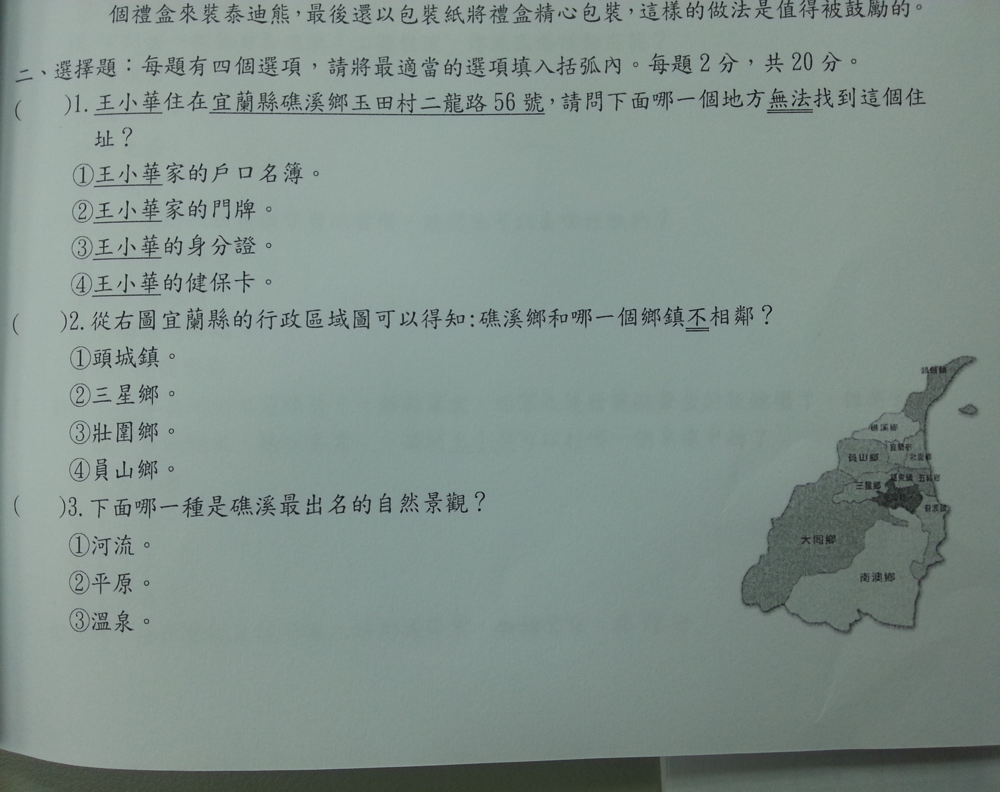 個禮盒來裝泰迪熊，最後還以包裝紙將禮盒精心包裝，這樣的做法是值得被鼓勵的。
二、選擇題：每題有四個選項，請將最適當的選項填入括弧內。每題2分，共20分。
(　　)1.王小華住在宜蘭縣礁溪鄉玉田村二龍路56號，請問下面哪一個地方無法找到這個住
址？
①王小華家的戶口名簿。
②王小華家的門牌。
③王小華的身分證。
④王小華的健保卡。
(　　)2.從右圖宜蘭縣的行政區域圖可以得知:礁溪鄉和哪一個鄉鎮不相鄰？
①頭城鎮。
②三星鄉。
③壯圍鄉。
④員山鄉。
(　　)3.下面哪一種是礁溪最出名的自然景觀？
①河流。
②平原。
③溫泉。
頭城鎮
礁溪鄉
宜蘭市
員山鄉
壯圍鄉
羅東鎮
五結鄉
三星鄉
蘇澳鎮
大同鄉
南澳鄉